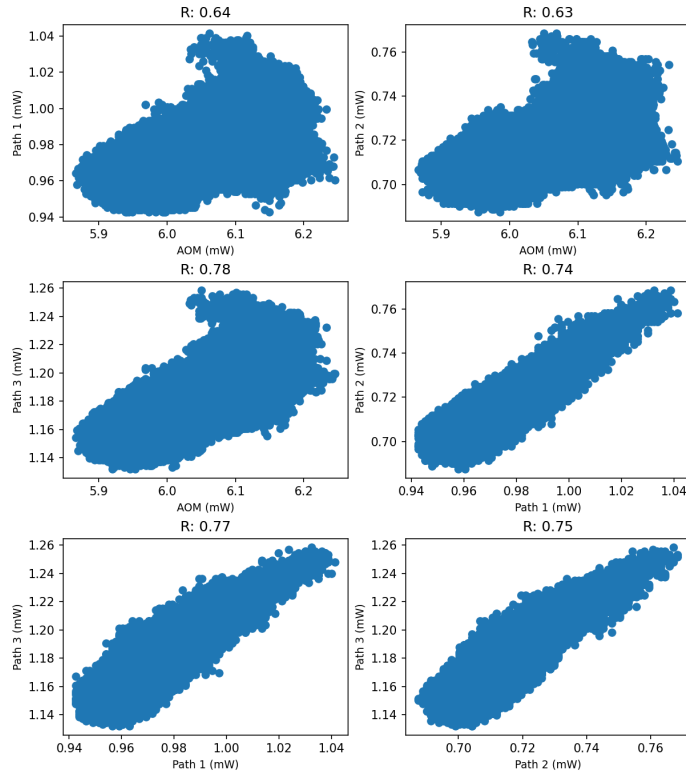 R: 0.64
1.04
1.02
1.00
0.98
0.96
0.94
Path 1 (mW)
5.9 6.0 6.1 6.2
AOM (mW)
R: 0.63
0.76
0.74
0.72
0.70
Path 2 (mW)
5.9 6.0 6.1 6.2
AOM (mW)
R: 0.78
1.26
1.24
1.22
1.20
1.18
1.16
1.14
Path 3 (mW)
5.9 6.0 6.1 6.2
AOM (mW)
R: 0.74
0.76
0.74
0.72
0.70
Path 2 (mW)
0.94 0.96 0.98 1.00 1.02 1.04
Path 1 (mW)
R: 0.77
1.26
1.24
1.22
1.20
1.18
1.16
1.14
Path 3 (mW)
0.94 0.96 0.98 1.00 1.02 1.04
Path 1 (mW)
R: 0.75
1.26
1.24
1.22
1.20
1.18
1.16
1.14
Path 3 (mW)
0.70 0.72 0.74 0.76
Path 2 (mW)